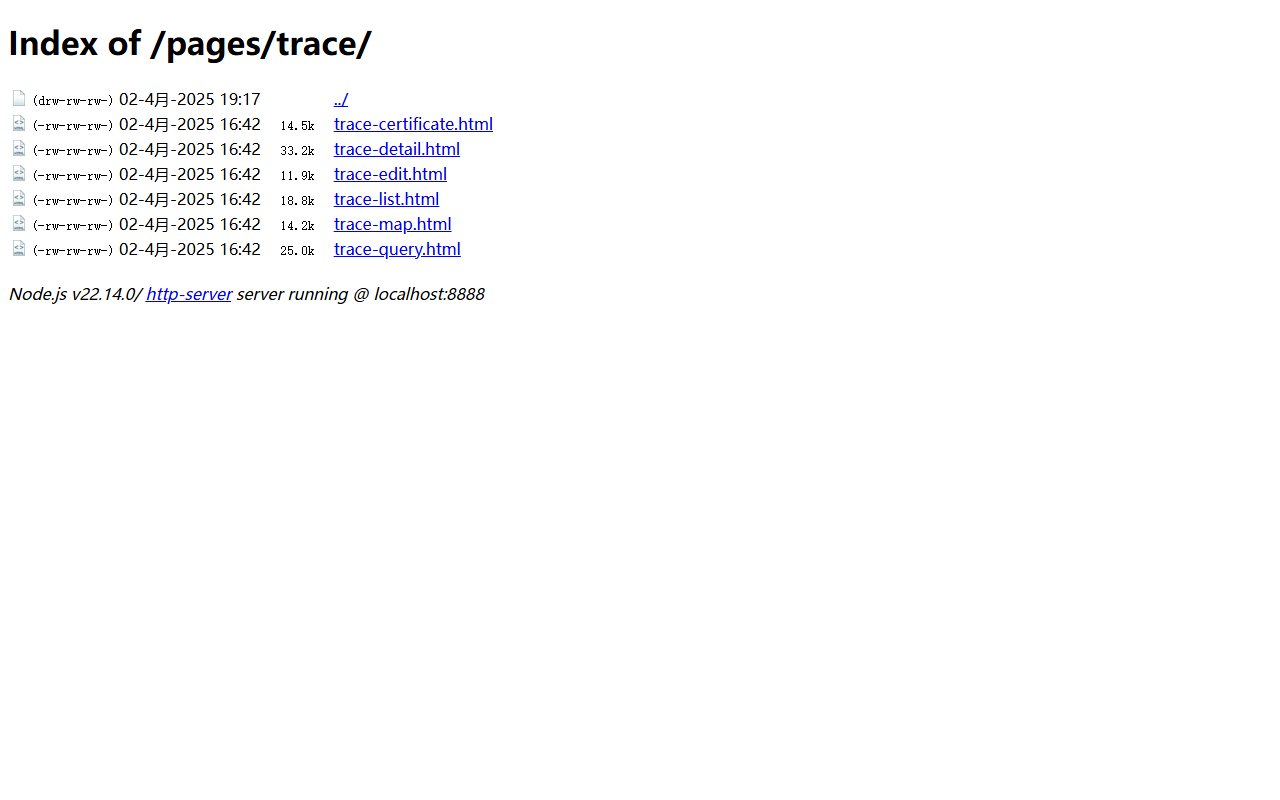 Index of /pages/trace/
(drw-rw-rw-) 02-4月-2025 19:17 ../
(-rw-rw-rw-) 02-4月-2025 16:42 14.5k trace-certificate.html
(-rw-rw-rw-) 02-4月-2025 16:42 33.2k trace-detail.html
(-rw-rw-rw-) 02-4月-2025 16:42 11.9k trace-edit.html
(-rw-rw-rw-) 02-4月-2025 16:42 18.8k trace-list.html
(-rw-rw-rw-) 02-4月-2025 16:42 14.2k trace-map.html
(-rw-rw-rw-) 02-4月-2025 16:42 25.0k trace-query.html
Node.js v22.14.0/ http-server server running @ localhost:8888